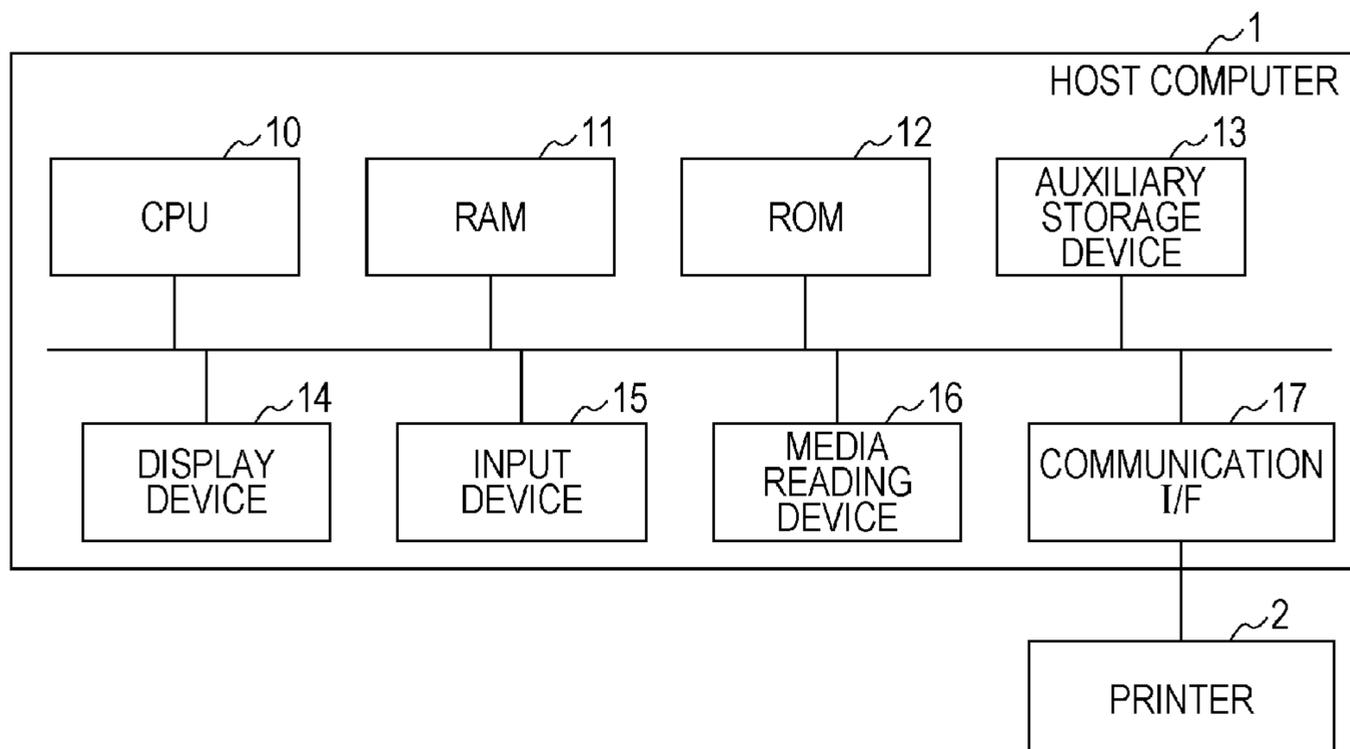 1
HOST COMPUTER
10
11
12
13
CPU
RAM
ROM
AUXILIARY
STORAGE
DEVICE
14
15
16
17
DISPLAY
DEVICE
INPUT
DEVICE
MEDIA
READING
DEVICE
COMMUNICATION
I/F
2
PRINTER